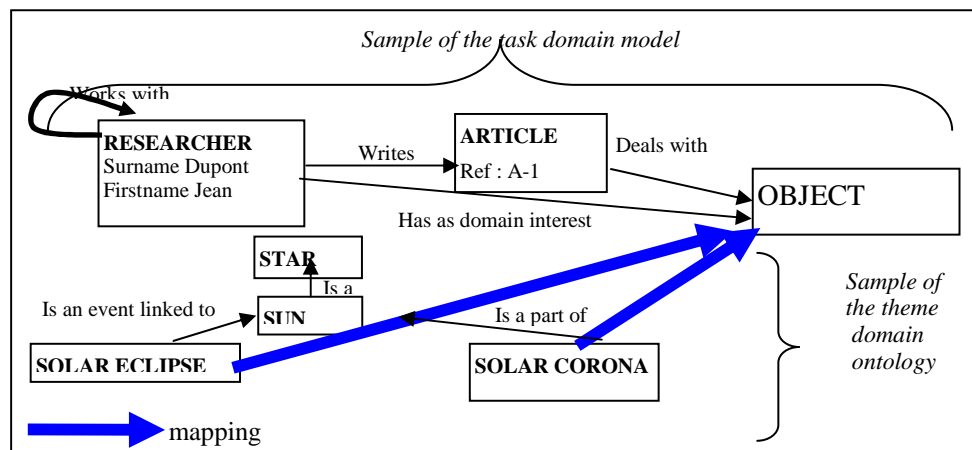 Sample of the task domain model
Works with
RESEARCHER
Surname Dupont
Firstname Jean
Writes
ARTICLE
Ref : A-1
Deals with
OBJECT
Has as domain interest
STAR
Is a
Is an event linked to
SUN
Is a part of
SOLAR ECLIPSE
SOLAR CORONA
Sample of
the theme
domain
ontology
mapping